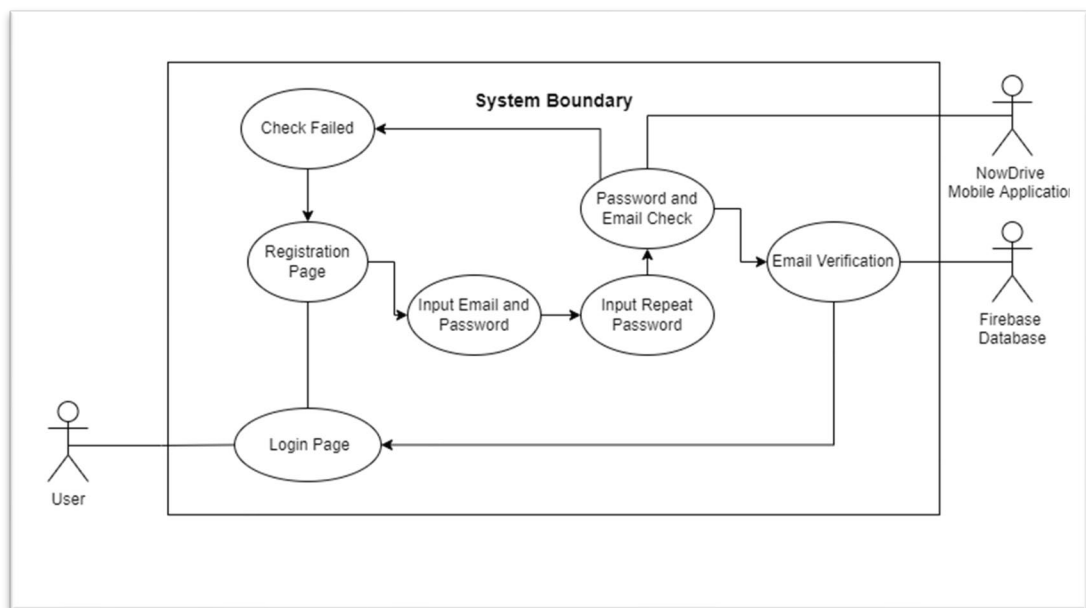 System Boundary
Check Failed
NowDrive
Mobile Application
Password and
Email Check
Registration
Page
Email Verification
Input Email and
Password
Input Repeat
Password
Firebase
Database
Login Page
User